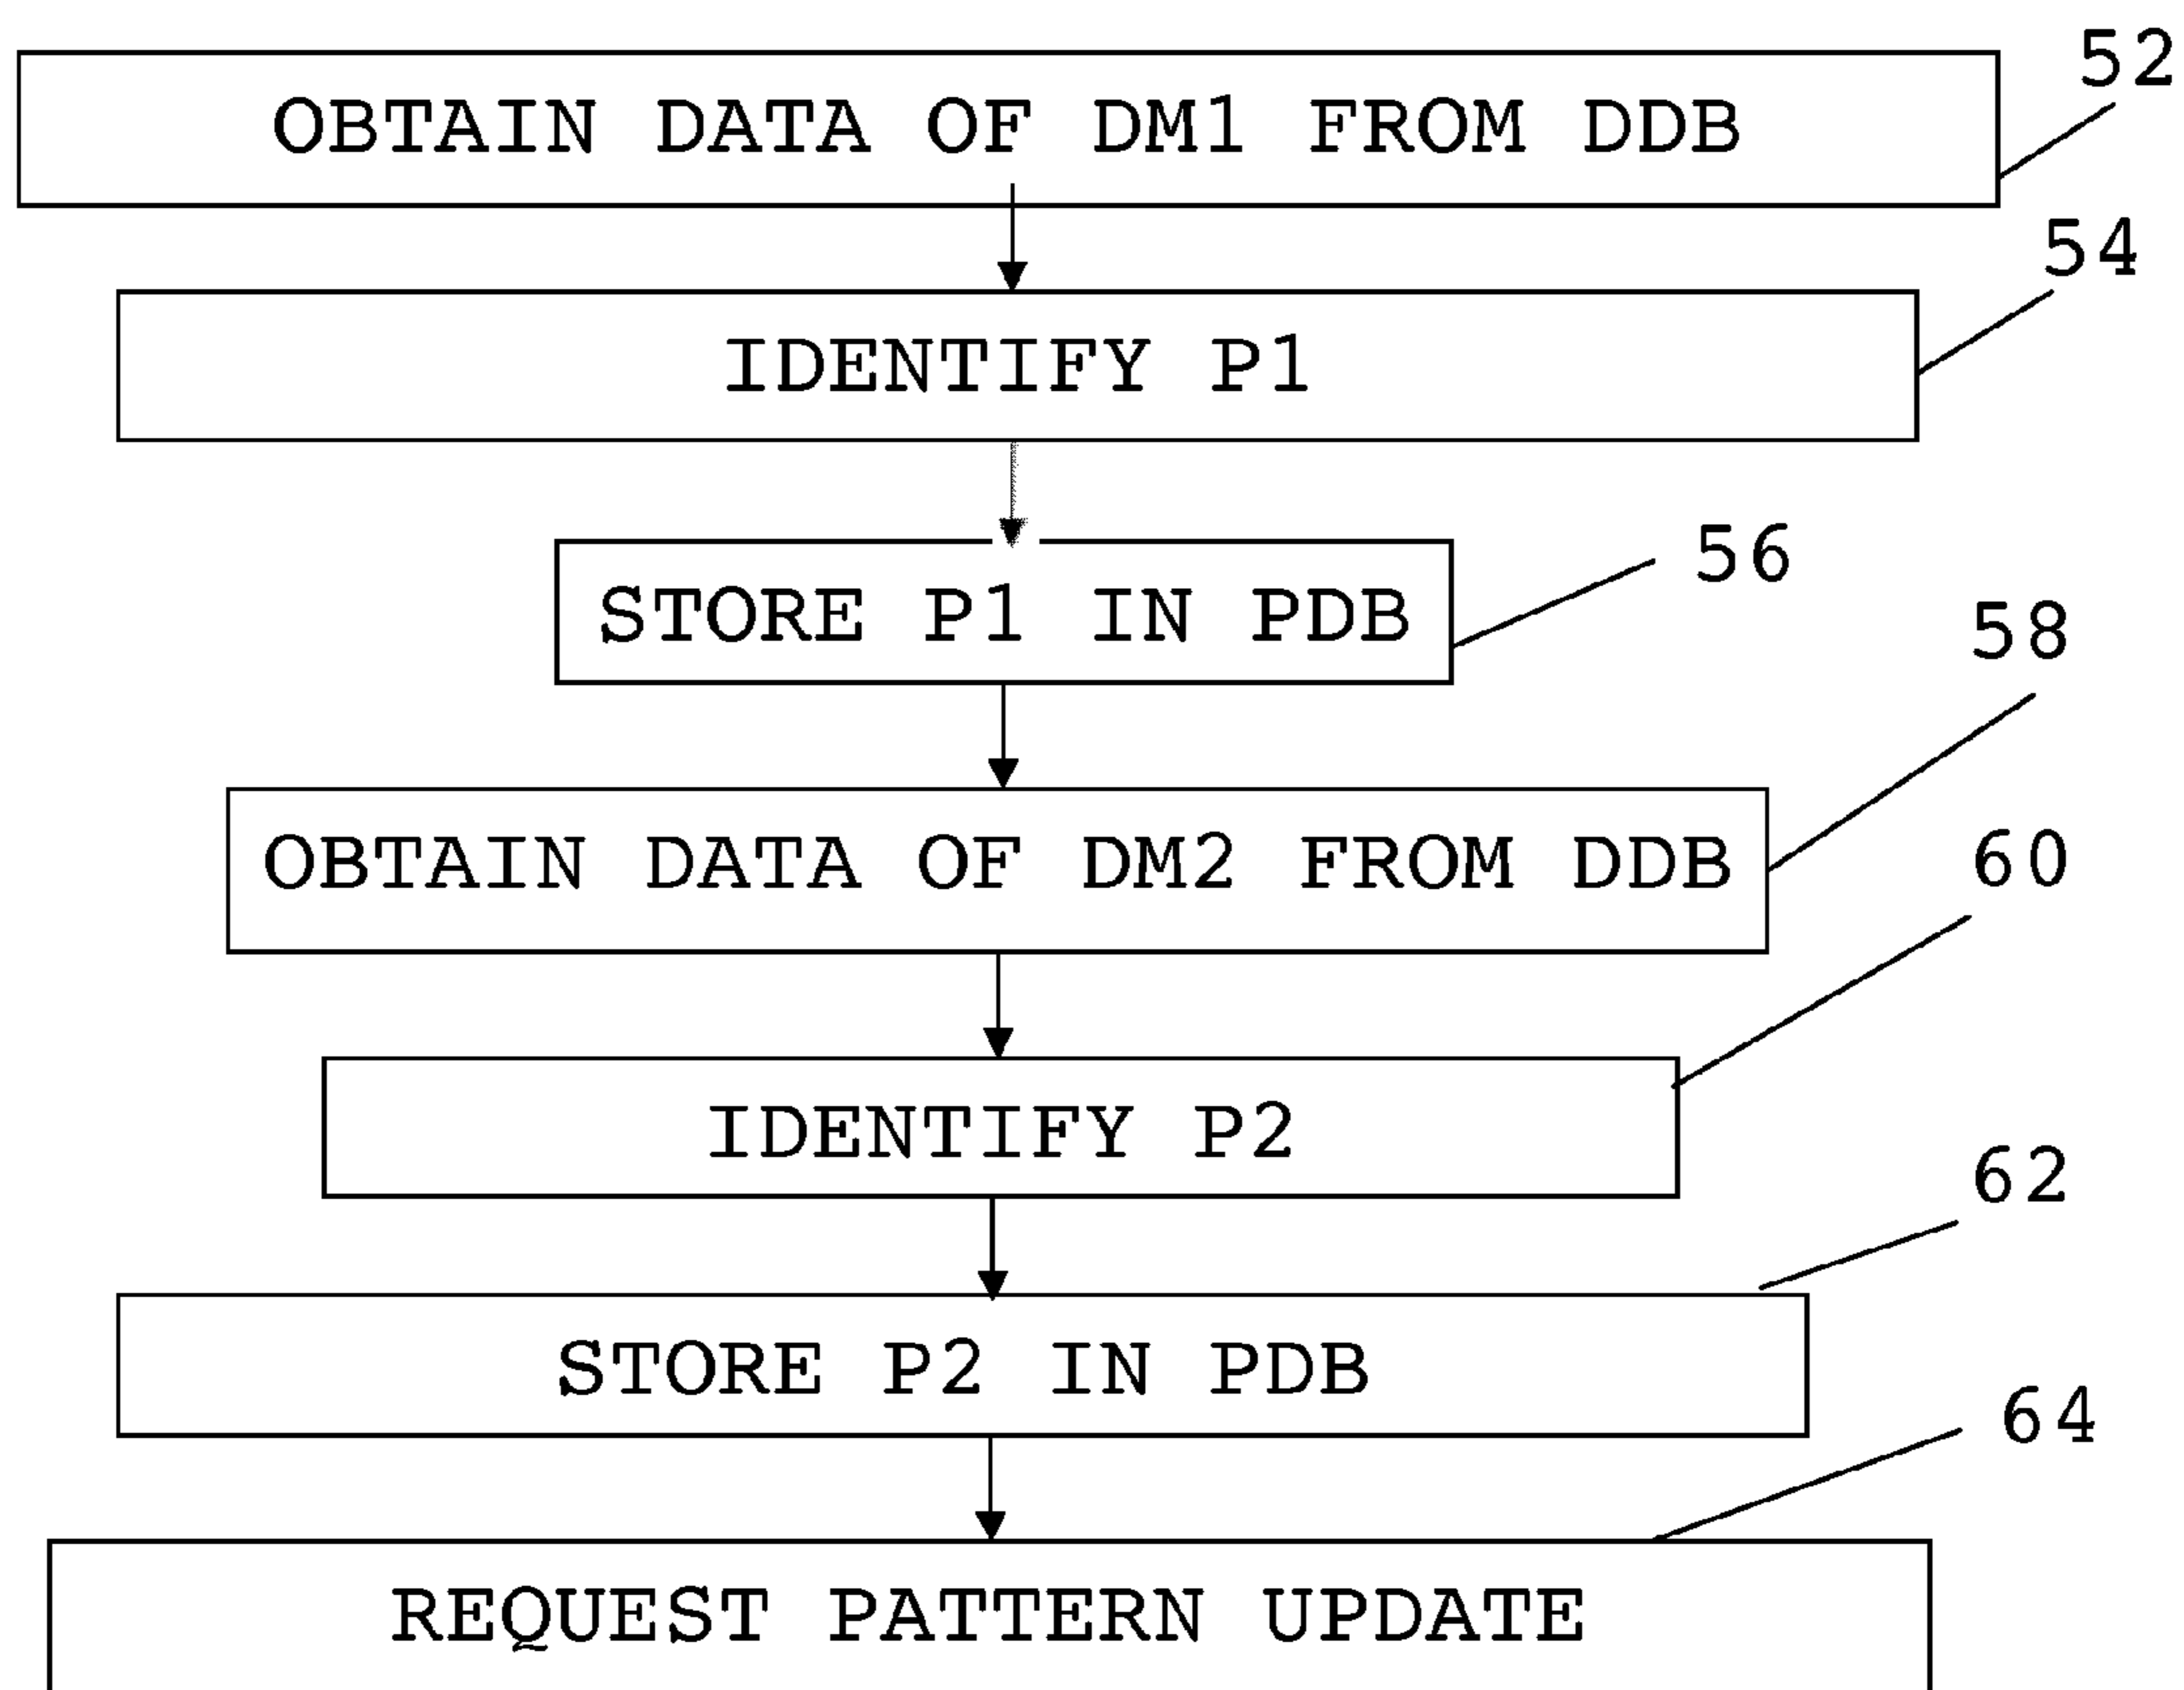 52
OBTAIN DATA OF DM1 FROM DDB
54
IDENTIFY P1
56
STORE P1 IN PDB
58
OBTAIN DATA OF DM2 FROM DDB
60
IDENTIFY P2
62
STORE P2 IN PDB
64
REQUEST PATTERN UPDATE